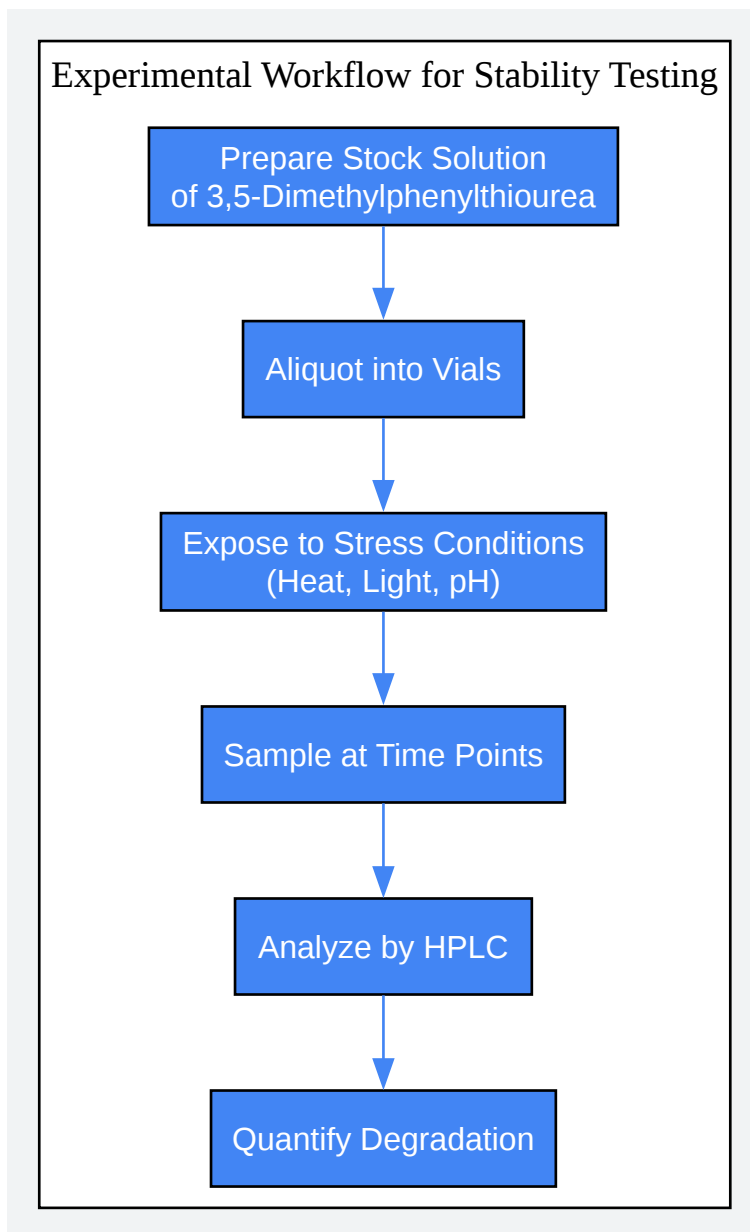 Experimental Workflow for Stability Testing
Prepare Stock Solution
of 3,5-Dimethylphenylthiourea
Aliquot into Vials
Expose to Stress Conditions
(Heat, Light, pH)
Sample at Time Points
Analyze by HPLC
Quantify Degradation